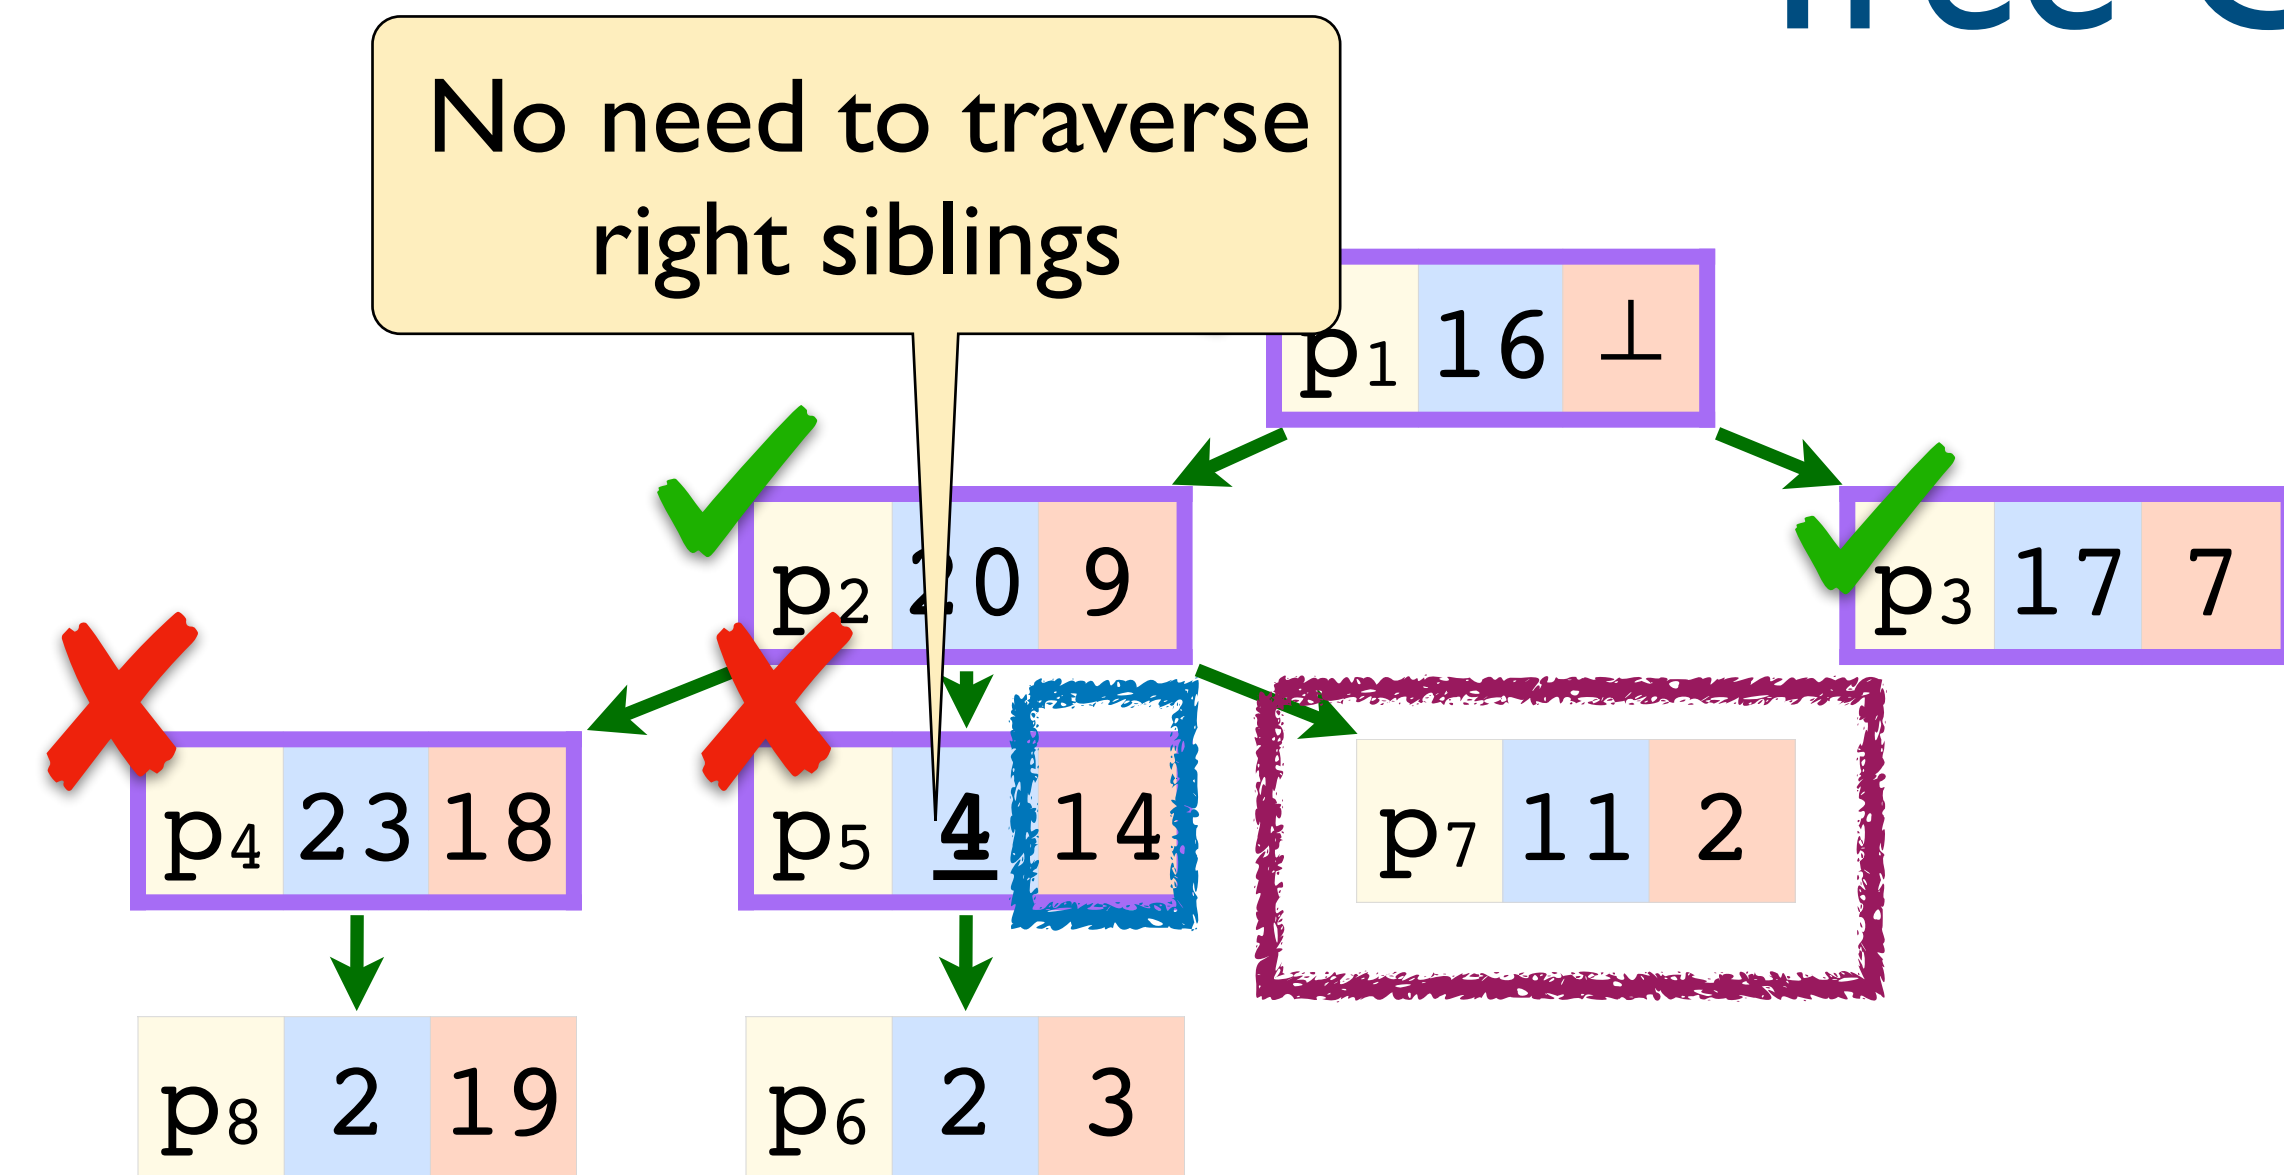 No need to traverse
right siblings
p1 16 ⊥
p2 20 9
p3 17 7
p4 23 18
p5 4 14
p7 11 2
p8 2 19
p6 2 3